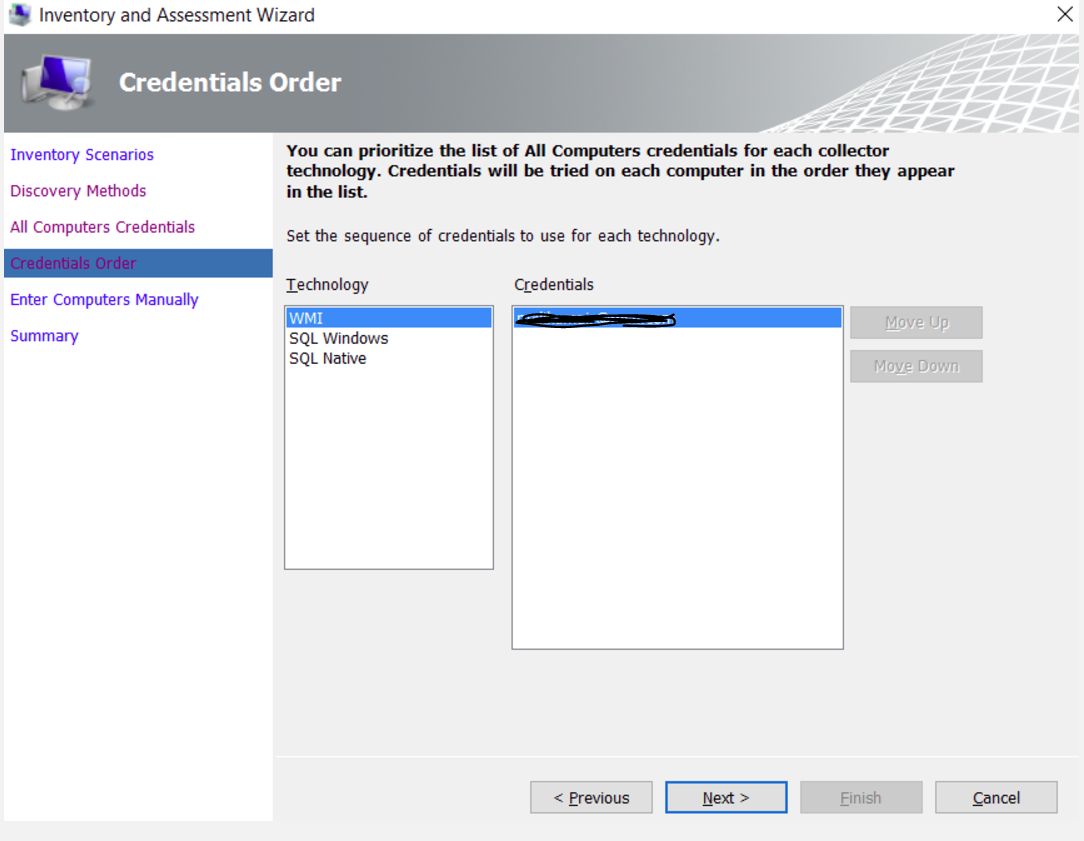 Inventory and Assessment Wizard
Credentials Order
Inventory Scenarios
Discovery Methods
All Computers Credentials
Credentials Order
Enter Computers Manually
Summary
You can prioritize the list of All Computers credentials for each collector
technology. Credentials will be tried on each computer in the order they appear
in the list.
Set the sequence of credentials to use for each technology.
Technology
WMI
SQL Windows
SQL Native
Credentials
Move Up
Move Down
< Previous
Next >
Finish
Cancel